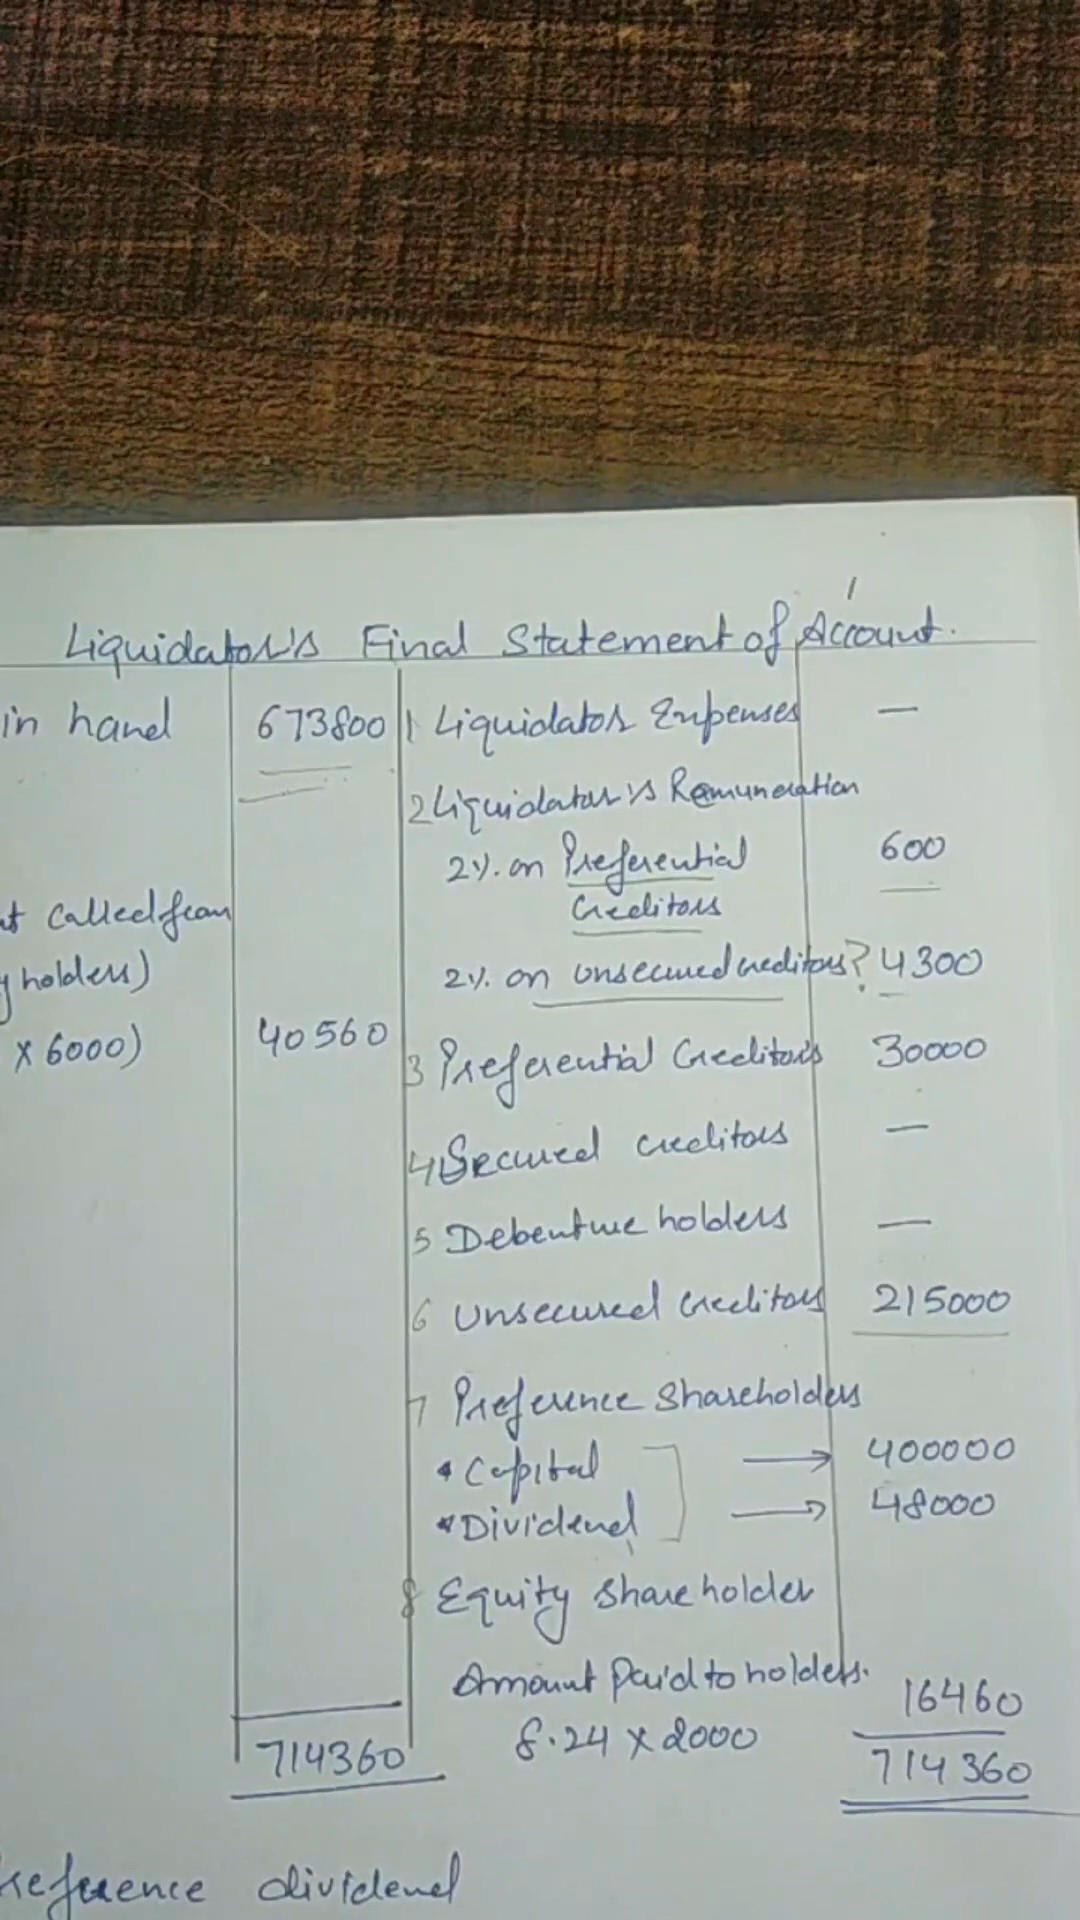 Liquidator's Final Statement of Account.
in hand 673800 1 Liquidator Expenses —
2 Liquidator's Remuneration
2% on Preferential 600
Creditors
called from
2% on unsecured creditors? 4300
holders)
x 6000) 40560 3 Preferential Creditors 30000
4 Secured creditors —
5 Debenture holders —
6 Unsecured Creditors 215000
7 Preference Shareholders
• Capital → 400000
• Dividend → 48000
8 Equity shareholder
Amount Paid to holders. 16460
714360 8.24 x 2000 714360
reference dividend